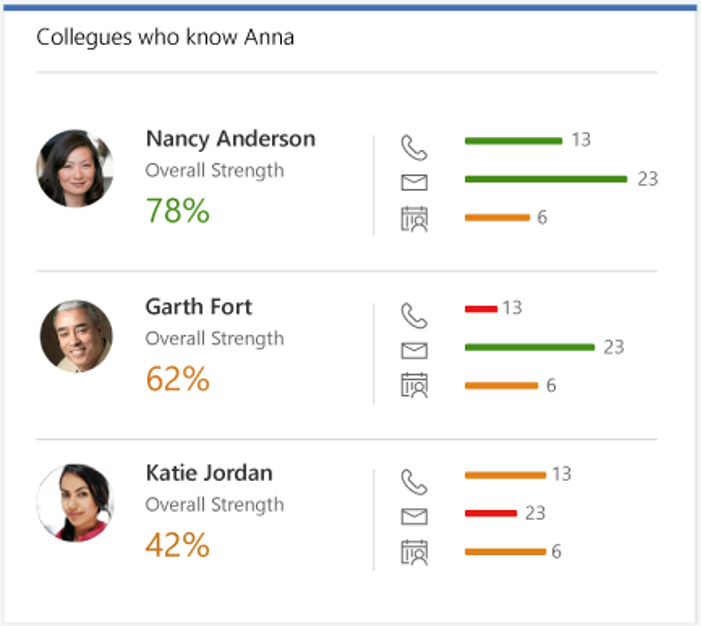 Collegues who know Anna
Nancy Anderson
Overall Strength
78%
13
23
6
Garth Fort
Overall Strength
62%
13
23
6
Katie Jordan
Overall Strength
42%
13
23
6